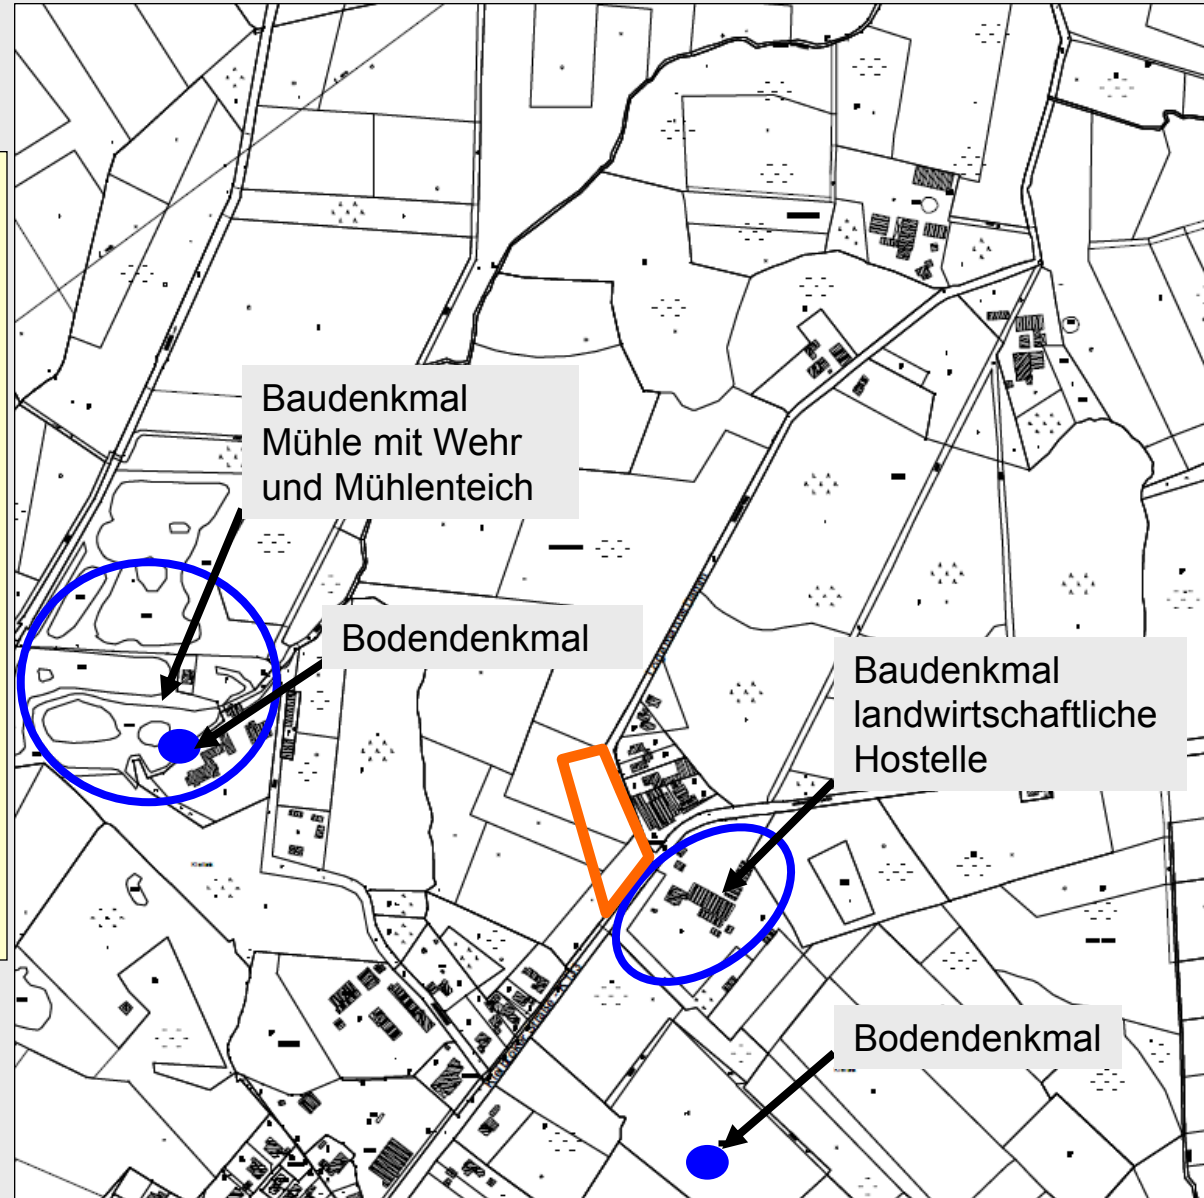 Baudenkmal
Mühle mit Wehr
und Mühlenteich
Bodendenkmal
Baudenkmal
landwirtschaftliche
Hostelle
Bodendenkmal